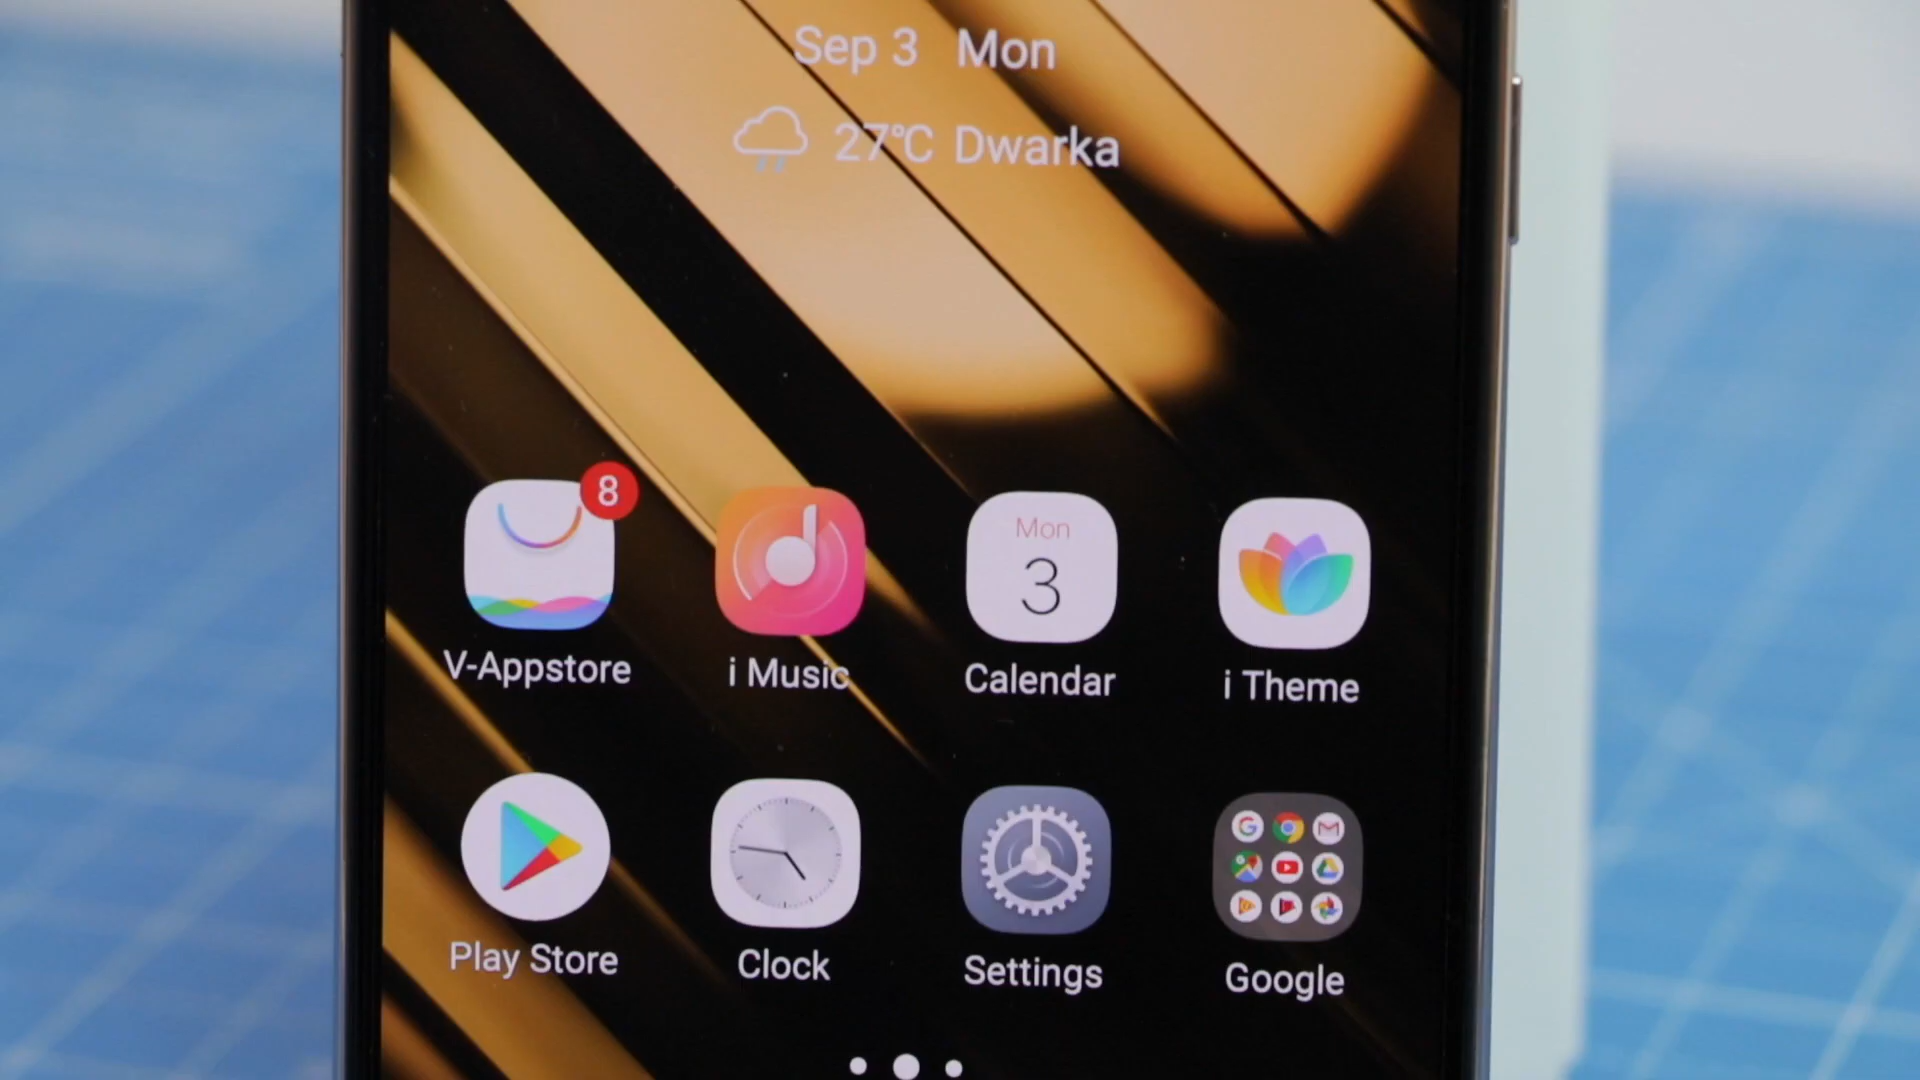 Sep 3 Mon
27°C Dwarka
8
Mon
3
V-Appstore
i Music
Calendar
i Theme
Play Store
Clock
Settings
Google